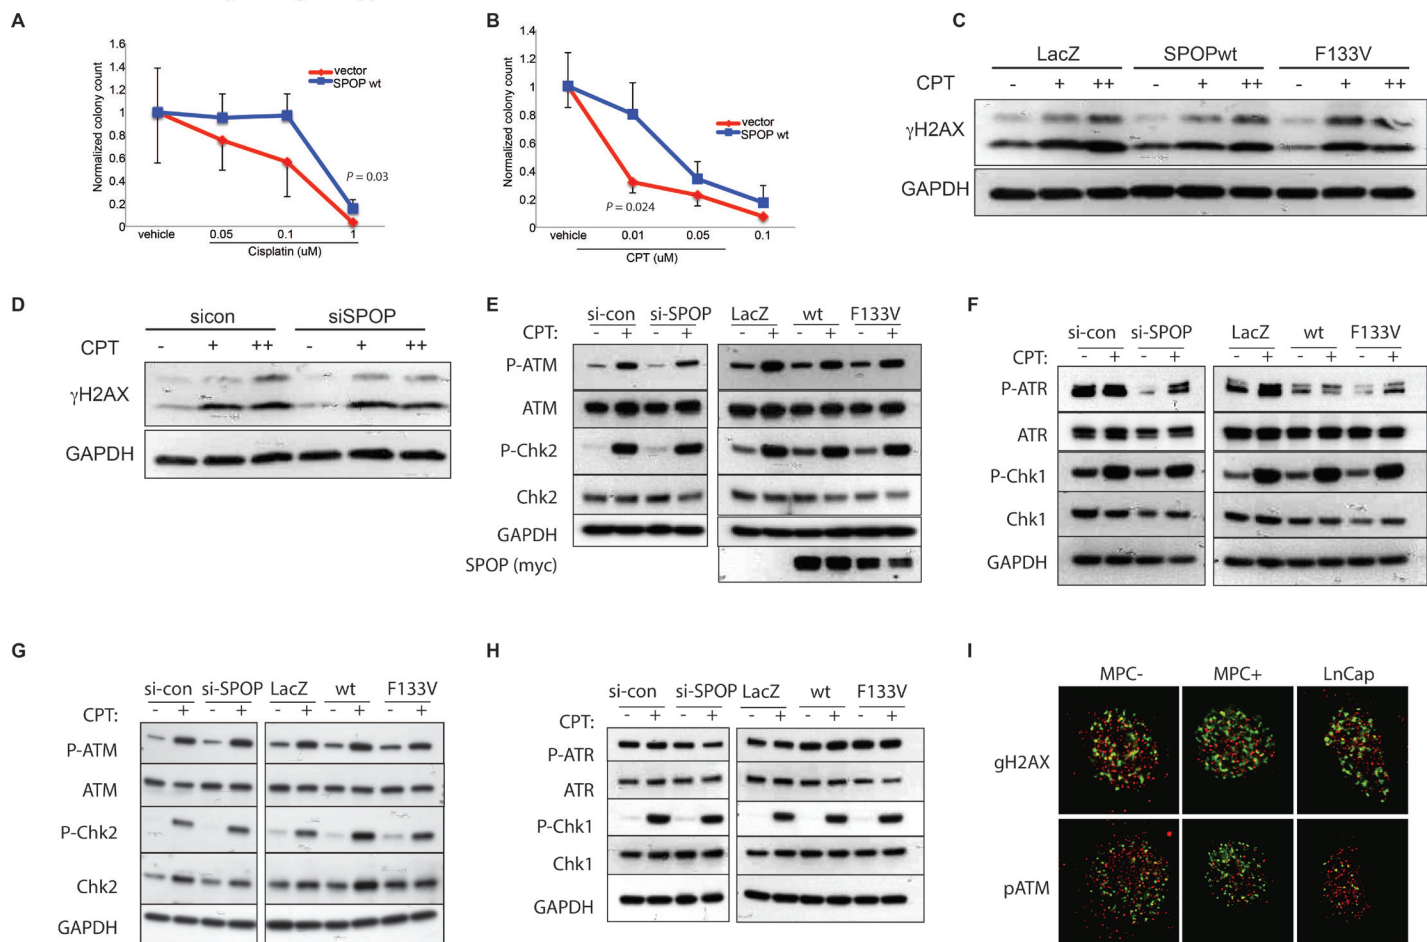 A
Normalized colony count
1.6
1.4
1.2
1
0.8
0.6
0.4
0.2
0
vector
SPOP wt
P = 0.03
vehicle 0.05 0.1 1
Cisplatin (uM)
B
Normalized colony count
1.4
1.2
1
0.8
0.6
0.4
0.2
0
vector
SPOP wt
P = 0.024
vehicle 0.01 0.05 0.1
CPT (uM)
C
LacZ SPOPwt F133V
CPT - + ++ - + ++ - + ++
γH2AX
GAPDH
D
sicon siSPOP
CPT - + ++ - + ++
γH2AX
GAPDH
E
si-con si-SPOP LacZ wt F133V
CPT: - + - + - + - + - +
P-ATM
ATM
P-Chk2
Chk2
GAPDH
SPOP (myc)
F
si-con si-SPOP LacZ wt F133V
CPT: - + - + - + - + - +
P-ATR
ATR
P-Chk1
Chk1
GAPDH
G
si-con si-SPOP LacZ wt F133V
CPT: - + - + - + - + - +
P-ATM
ATM
P-Chk2
Chk2
GAPDH
H
si-con si-SPOP LacZ wt F133V
CPT: - + - + - + - + - +
P-ATR
ATR
P-Chk1
Chk1
GAPDH
I
MPC- MPC+ LnCap
gH2AX
pATM